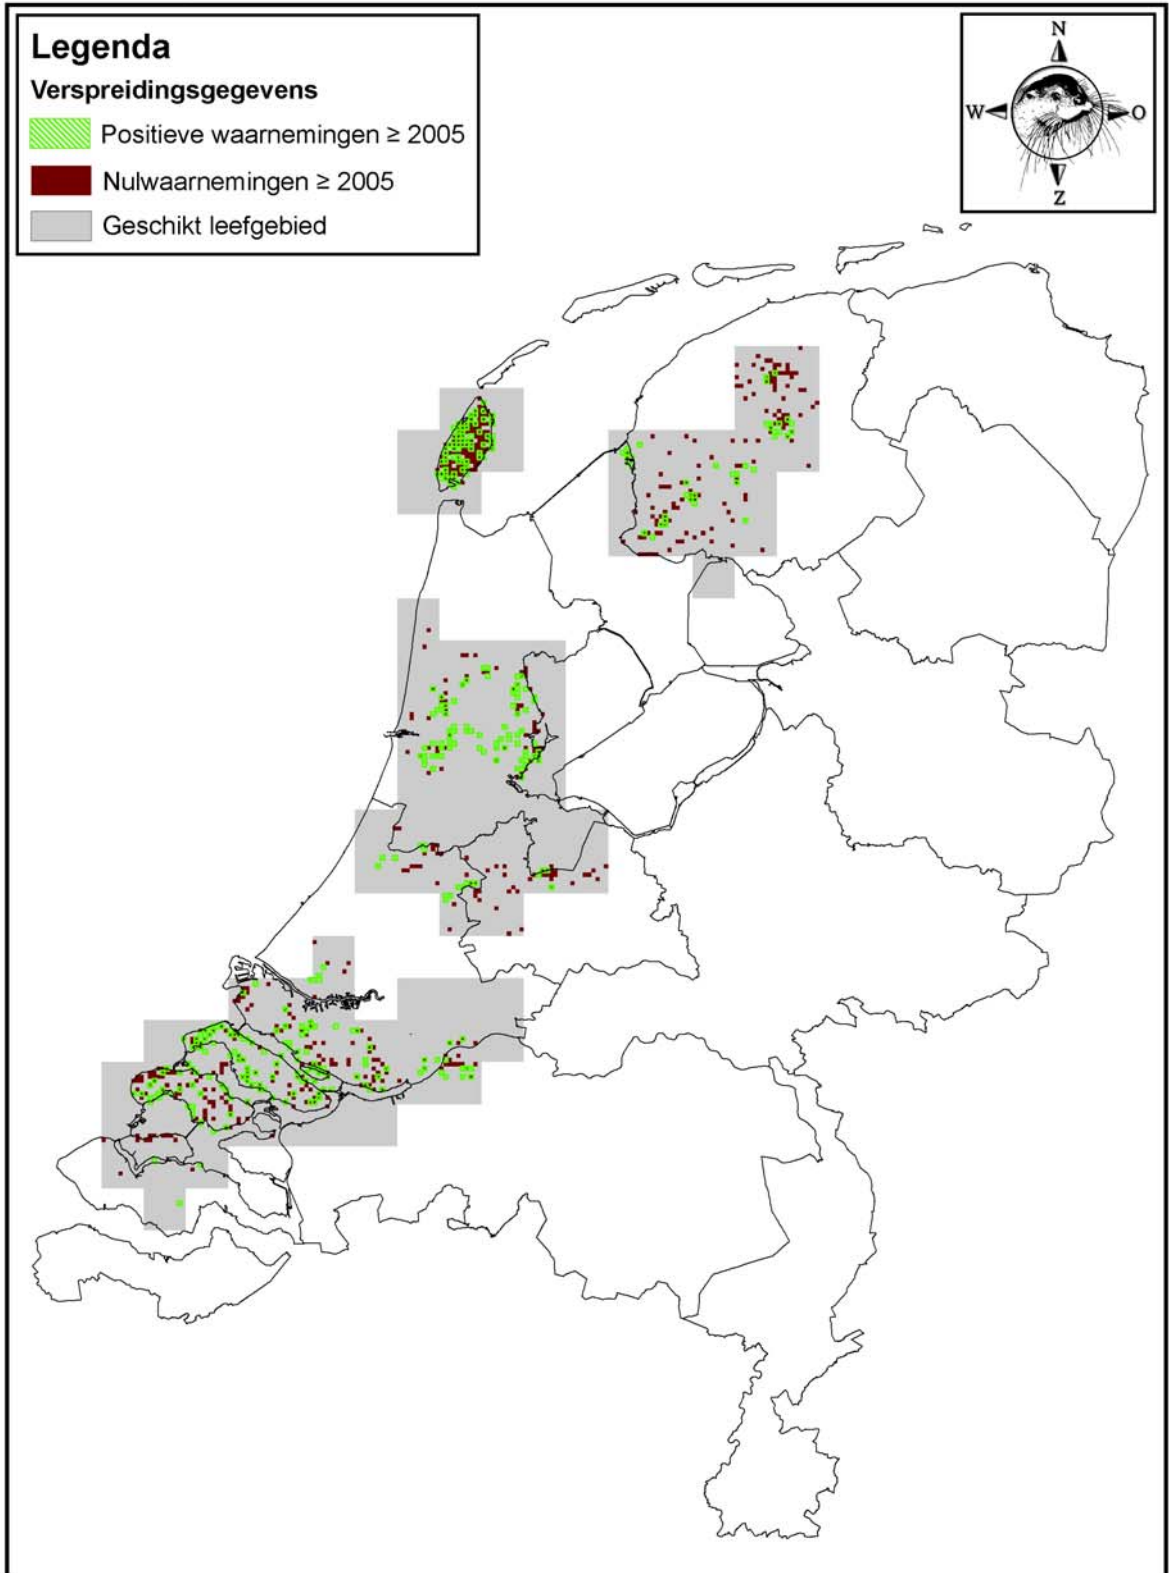 Legenda
Verspreidingsgegevens
Positieve waarnemingen ≥ 2005
Nulwaarnemingen ≥ 2005
Geschikt leefgebied
N
W
O
Z